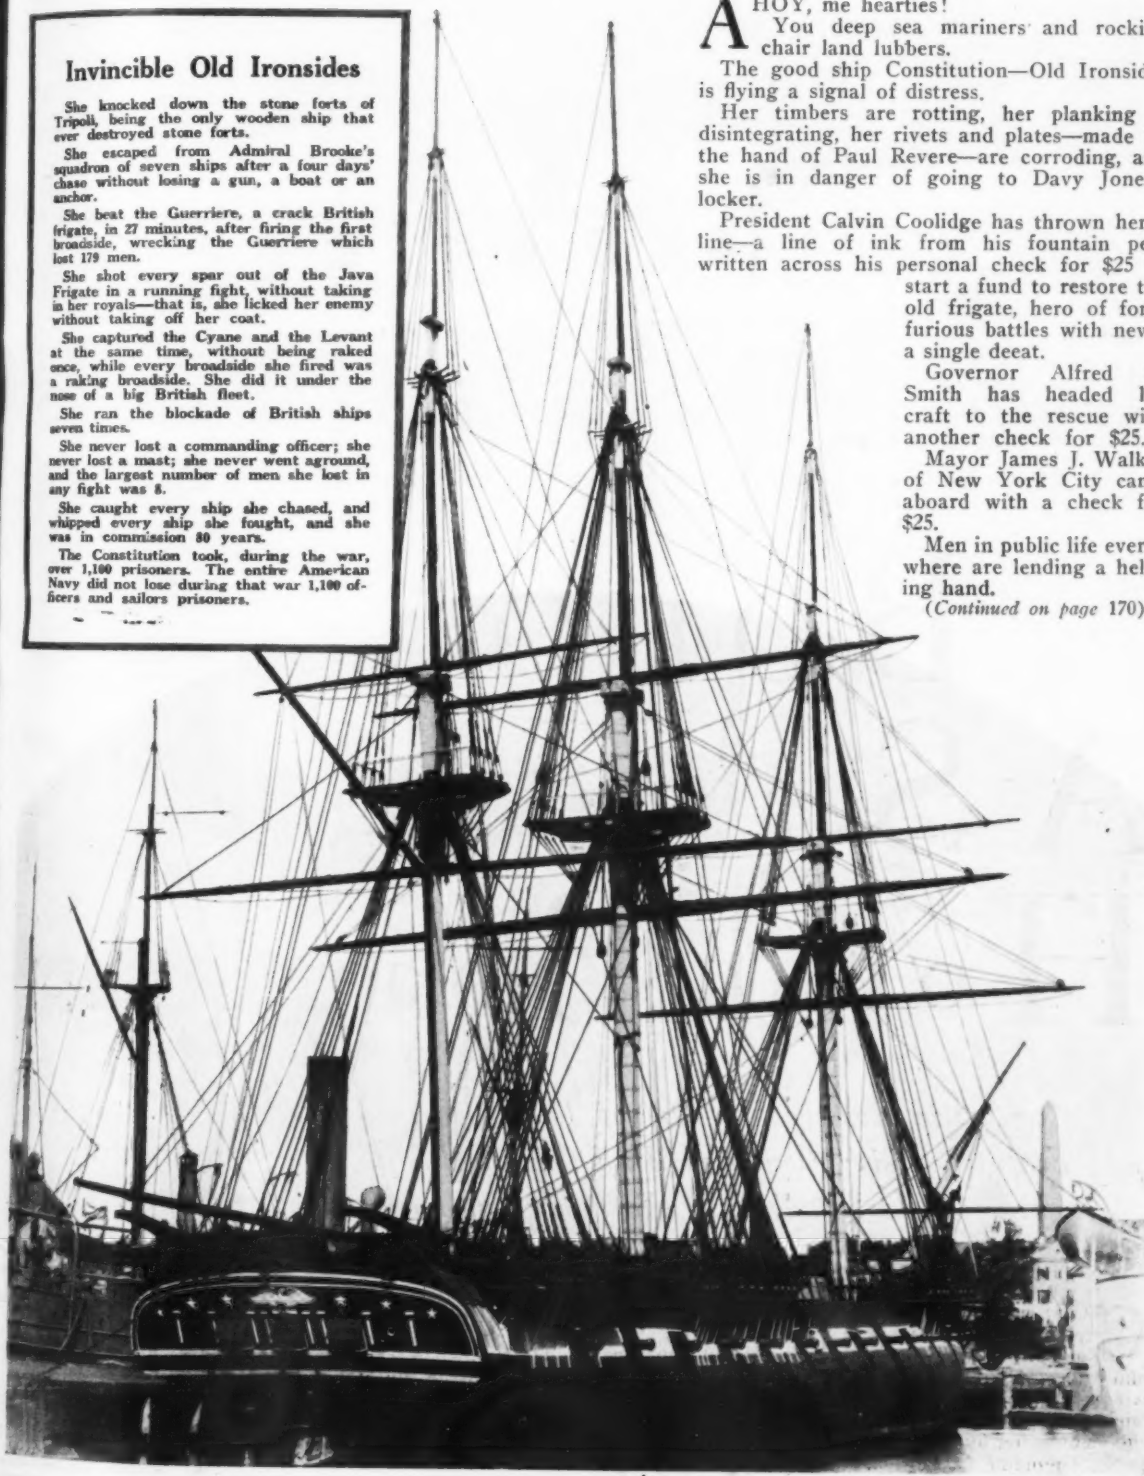 Invincible Old Ironsides
She knocked down the stone forts of
Tripoli, being the only wooden ship that
ever destroyed stone forts.
She escaped from Admiral Brooke's
squadron of seven ships after a four days'
chase without losing a gun, a boat or an
anchor.
She beat the Guerriere, a crack British
frigate, in 27 minutes, after firing the first
broadside, wrecking the Guerriere which
lost 179 men.
She shot every spar out of the Java
Frigate in a running fight, without taking
in her royals—that is, she licked her enemy
without taking off her coat.
She captured the Cyane and the Levant
at the same time, without being raked
once, while every broadside she fired was
a raking broadside. She did it under the
nose of a big British fleet.
She ran the blockade of British ships
seven times.
She never lost a commanding officer; she
never lost a mast; she never went aground,
and the largest number of men she lost in
any fight was 8.
She caught every ship she chased, and
whipped every ship she fought, and she
was in commission 80 years.
The Constitution took, during the war,
over 1,100 prisoners. The entire American
Navy did not lose during that war 1,100 of-
ficers and sailors prisoners.
AHOY, me hearties!
You deep sea mariners and rocki
chair land lubbers.
The good ship Constitution—Old Ironsid
is flying a signal of distress.
Her timbers are rotting, her planking
disintegrating, her rivets and plates—made
the hand of Paul Revere—are corroding, a
she is in danger of going to Davy Jone
locker.
President Calvin Coolidge has thrown her
line—a line of ink from his fountain pe
written across his personal check for $25
start a fund to restore t
old frigate, hero of for
furious battles with nev
a single deeat.
Governor Alfred
Smith has headed h
craft to the rescue wi
another check for $25.
Mayor James J. Walk
of New York City cam
aboard with a check f
$25.
Men in public life ever
where are lending a hel
ing hand.
(Continued on page 170)